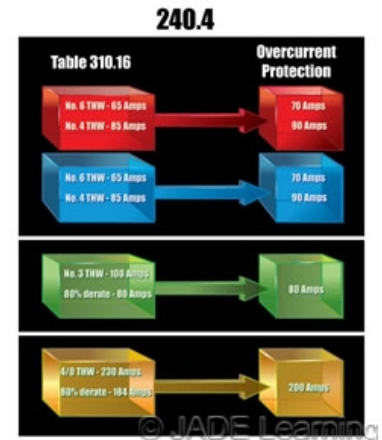 240.4
Table 310.16
Overcurrent
Protection
No. 6 THW - 65 Amps
No. 4 THW - 85 Amps
70 Amps
90 Amps
No. 6 THW - 65 Amps
No. 4 THW - 85 Amps
70 Amps
90 Amps
No. 3 THW - 100 Amps
80% derate - 80 Amps
80 Amps
4/0 THW - 230 Amps
80% derate - 184 Amps
200 Amps
© JADE Learning